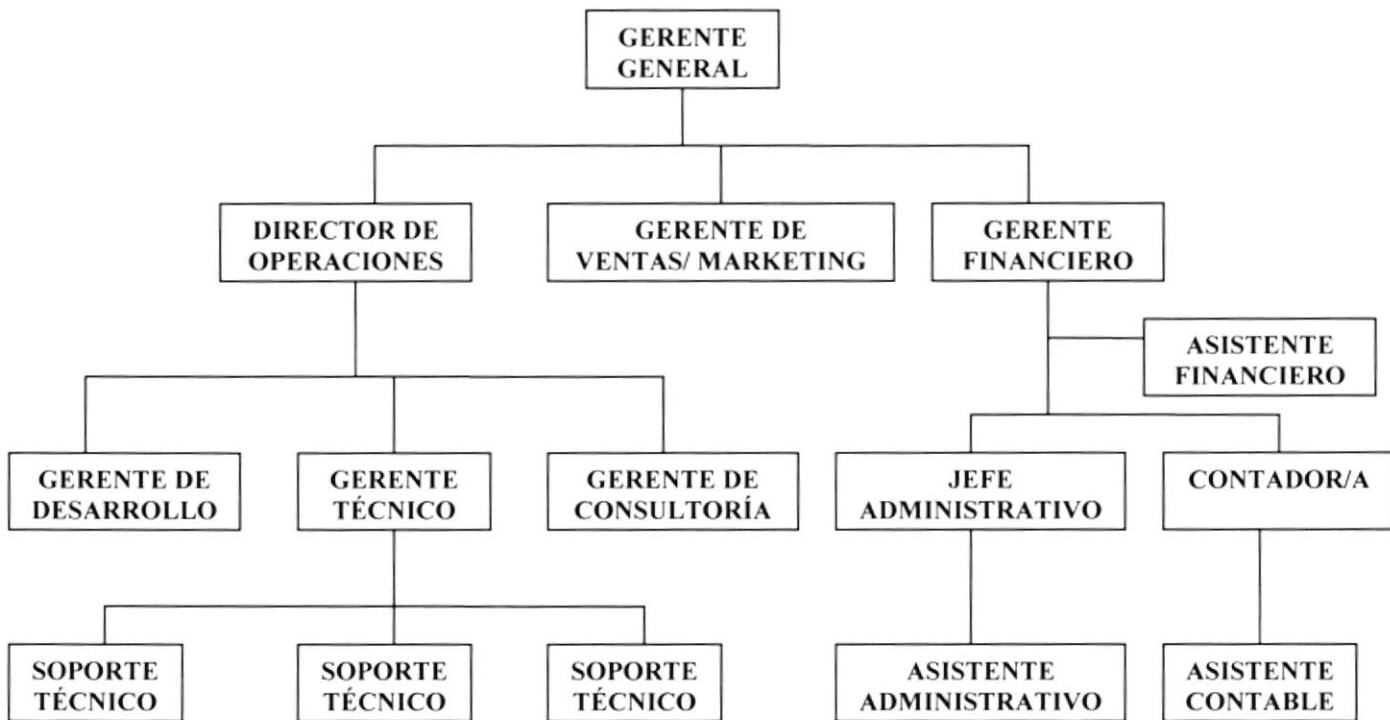 GERENTE
GENERAL
DIRECTOR DE
OPERACIONES
GERENTE DE
VENTAS/ MARKETING
GERENTE
FINANCIERO
ASISTENTE
FINANCIERO
GERENTE DE
DESARROLLO
GERENTE
TÉCNICO
GERENTE DE
CONSULTORÍA
JEFE
ADMINISTRATIVO
CONTADOR/A
SOPORTE
TÉCNICO
SOPORTE
TÉCNICO
SOPORTE
TÉCNICO
ASISTENTE
ADMINISTRATIVO
ASISTENTE
CONTABLE